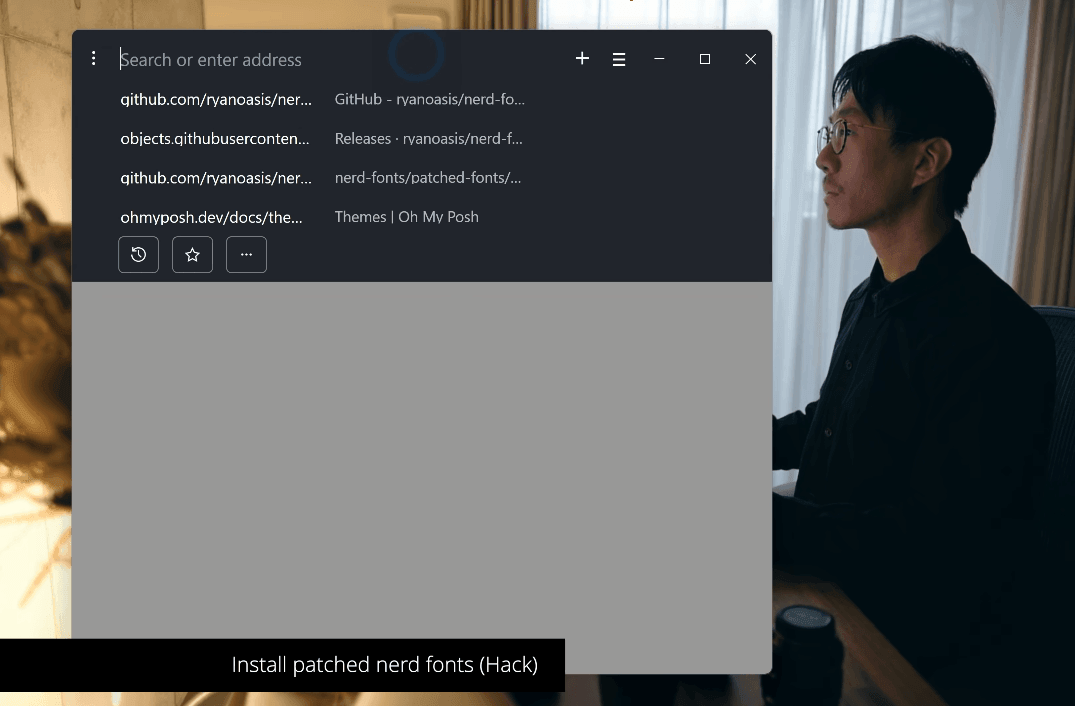 Search or enter address
github.com/ryanoasis/ner... GitHub - ryanoasis/nerd-fo...
objects.githubuserconten... Releases · ryanoasis/nerd-f...
github.com/ryanoasis/ner... nerd-fonts/patched-fonts/...
ohmyposh.dev/docs/the... Themes | Oh My Posh
Install patched nerd fonts (Hack)